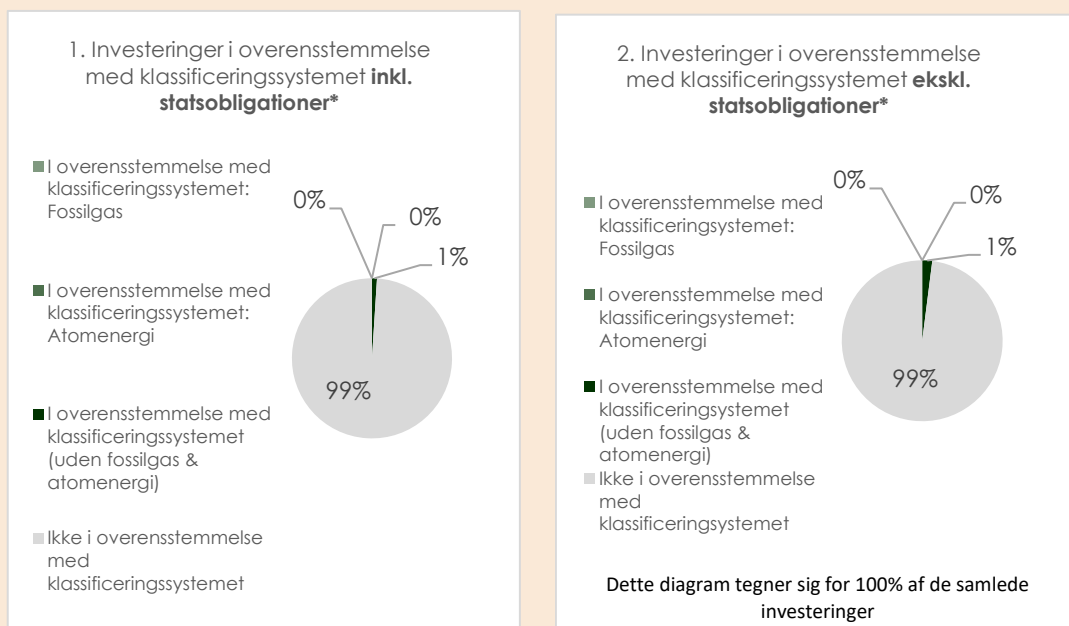 1. Investeringer i overensstemmelse
med klassificeringssystemet inkl.
statsobligationer*
I overensstemmelse med
klassificeringssystemet:
Fossilgas
I overensstemmelse med
klassificeringssystemet:
Atomenergi
I overensstemmelse med
klassificeringssystemet
(uden fossilgas &
atomenergi)
Ikke i overensstemmelse
med
klassificeringssystemet
0%
0%
1%
99%
2. Investeringer i overensstemmelse
med klassificeringssystemet ekskl.
statsobligationer*
I overensstemmelse med
klassificeringssystemet:
Fossilgas
I overensstemmelse med
klassificeringssystemet:
Atomenergi
I overensstemmelse med
klassificeringssystemet
(uden fossilgas &
atomenergi)
Ikke i overensstemmelse
med
klassificeringsystemet
0%
0%
1%
99%
Dette diagram tegner sig for 100% af de samlede
investeringer